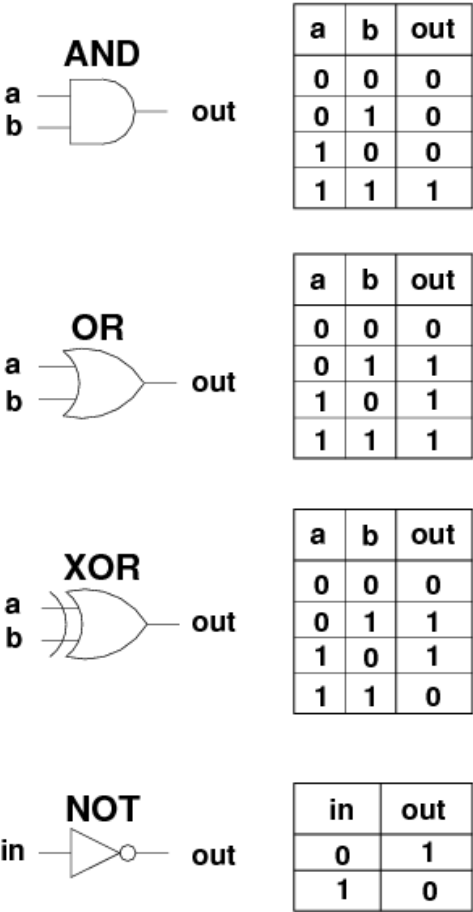 AND
a
b
out
a b out
0 0 0
0 1 0
1 0 0
1 1 1
OR
a
b
out
a b out
0 0 0
0 1 1
1 0 1
1 1 1
XOR
a
b
out
a b out
0 0 0
0 1 1
1 0 1
1 1 0
NOT
in
out
in out
0 1
1 0